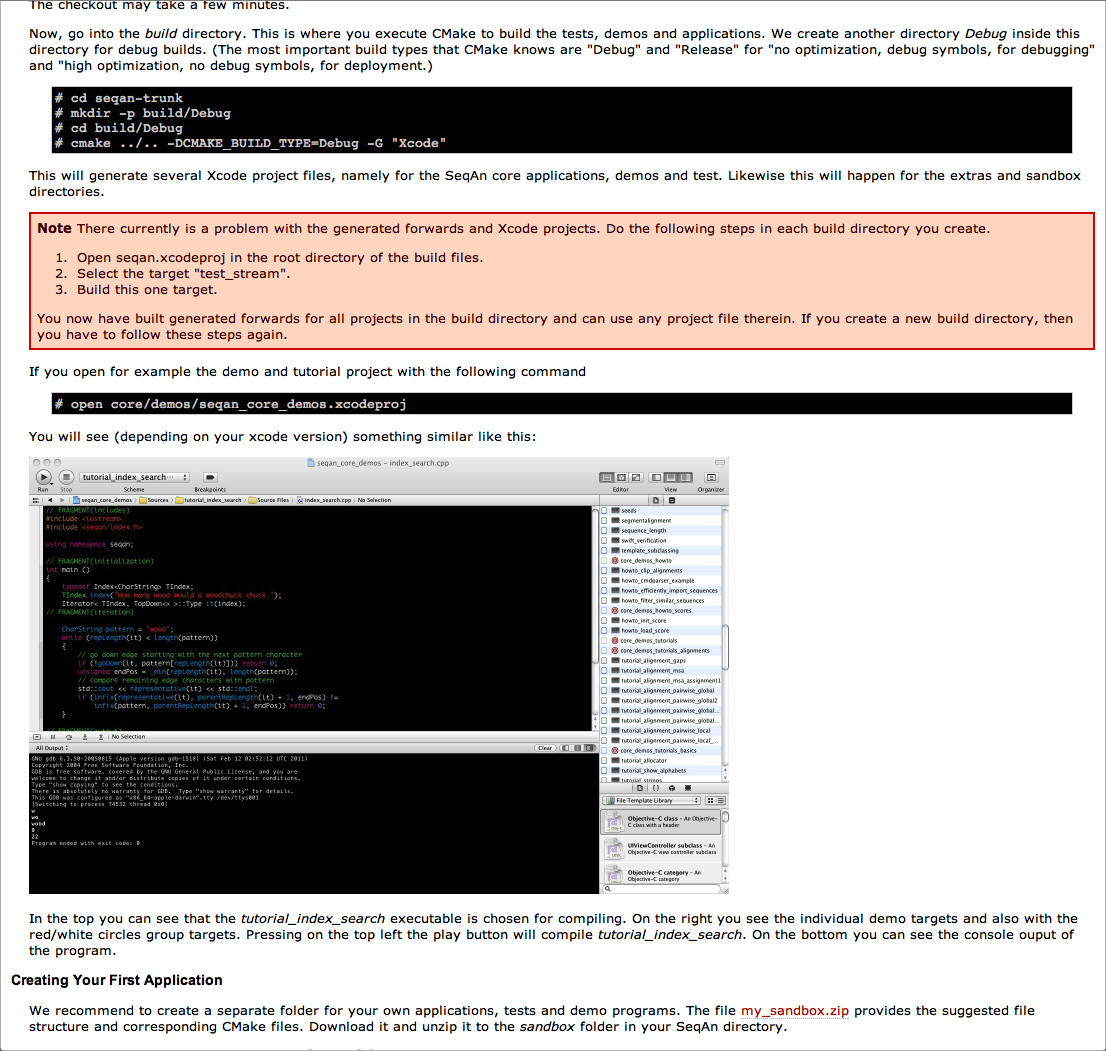 The checkout may take a few minutes.
Now, go into the build directory. This is where you execute CMake to build the tests, demos and applications. We create another directory Debug inside this
directory for debug builds. (The most important build types that CMake knows are "Debug" and "Release" for "no optimization, debug symbols, for debugging"
and "high optimization, no debug symbols, for deployment.)
# cd seqan-trunk
# mkdir -p build/Debug
# cd build/Debug
# cmake ../.. -DCMAKE_BUILD_TYPE=Debug -G "Xcode"
This will generate several Xcode project files, namely for the SeqAn core applications, demos and test. Likewise this will happen for the extras and sandbox
directories.
Note There currently is a problem with the generated forwards and Xcode projects. Do the following steps in each build directory you create.
1. Open seqan.xcodeproj in the root directory of the build files.
2. Select the target "test_stream".
3. Build this one target.
You now have built generated forwards for all projects in the build directory and can use any project file therein. If you create a new build directory, then
you have to follow these steps again.
If you open for example the demo and tutorial project with the following command
# open core/demos/seqan_core_demos.xcodeproj
You will see (depending on your xcode version) something similar like this:
seqan_core_demos - index_search.cpp
tutorial_index_search...
Run Stop Scheme Breakpoints Editor View Organizer
seqan_core_demos Sources tutorial_index_search Source Files index_search.cpp No Selection
// FRAGMENT(includes)
#include <iostream>
#include <seqan/index.h>
using namespace seqan;
// FRAGMENT(initialization)
int main ()
{
typedef Index<CharString> TIndex;
TIndex index("How many wood would a woodchuck chuck.");
Iterator< TIndex, TopDown<> >::Type it(index);
// FRAGMENT(iteration)
CharString pattern = "wood";
while (repLength(it) < length(pattern))
{
// go down edge starting with the next pattern character
if (!goDown(it, pattern[repLength(it)])) return 0;
unsigned endPos = _min(repLength(it), length(pattern));
// compare remaining edge characters with pattern
std::cout << representative(it) << std::endl;
if (infix(representative(it), parentRepLength(it) + 1, endPos) !=
infix(pattern, parentRepLength(it) + 1, endPos)) return 0;
}
// FRAGMENT(output)
No Selection
All Output
Clear
GNU gdb 6.3.50-20050815 (Apple version gdb-1518) (Sat Feb 12 02:52:12 UTC 2011)
Copyright 2004 Free Software Foundation, Inc.
GDB is free software, covered by the GNU General Public License, and you are
welcome to change it and/or distribute copies of it under certain conditions.
Type "show copying" to see the conditions.
There is absolutely no warranty for GDB. Type "show warranty" for details.
This GDB was configured as "x86_64-apple-darwin".tty /dev/ttys001
[Switching to process 74532 thread 0x0]
w
wo
wood
9
22
Program ended with exit code: 0
seeds
segmentalignment
sequence_length
swift_verification
template_subclassing
core_demos_howto
howto_clip_alignments
howto_cmdparser_example
howto_efficiently_import_sequences
howto_filter_similar_sequences
core_demos_howto_scores
howto_init_score
howto_load_score
core_demos_tutorials
core_demos_tutorials_alignments
tutorial_alignment_gaps
tutorial_alignment_msa
tutorial_alignment_msa_assignment1
tutorial_alignment_pairwise_global
tutorial_alignment_pairwise_global2
tutorial_alignment_pairwise_global...
tutorial_alignment_pairwise_global...
tutorial_alignment_pairwise_local
tutorial_alignment_pairwise_local_...
core_demos_tutorials_basics
tutorial_allocator
tutorial_show_alphabets
tutorial_strings
File Template Library
Objective-C class - An Objective-
C class with a header
UIViewController subclass - An
Objective-C view controller subclass
Objective-C category - An
Objective-C category
In the top you can see that the tutorial_index_search executable is chosen for compiling. On the right you see the individual demo targets and also with the
red/white circles group targets. Pressing on the top left the play button will compile tutorial_index_search. On the bottom you can see the console ouput of
the program.
Creating Your First Application
We recommend to create a separate folder for your own applications, tests and demo programs. The file my_sandbox.zip provides the suggested file
structure and corresponding CMake files. Download it and unzip it to the sandbox folder in your SeqAn directory.